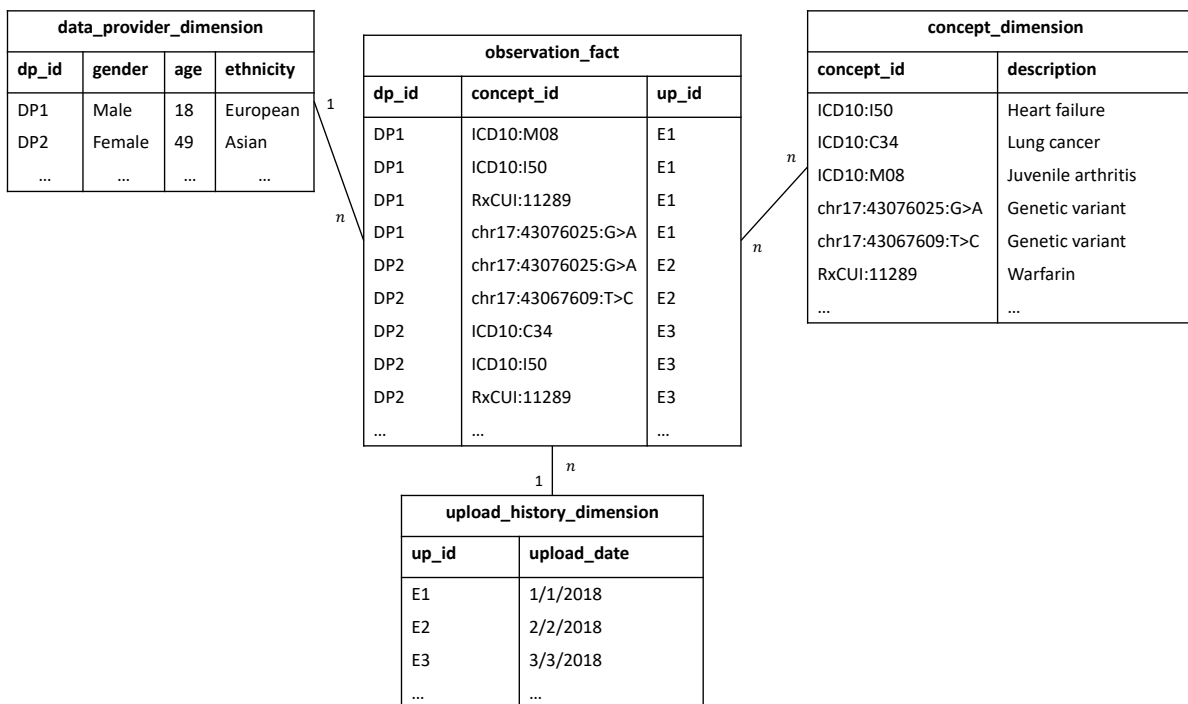 data_provider_dimension
dp_id gender age ethnicity
DP1 Male 18 European
DP2 Female 49 Asian
... ... ... ...
1
n
observation_fact
dp_id concept_id up_id
DP1 ICD10:M08 E1
DP1 ICD10:I50 E1
DP1 RxCUI:11289 E1
DP1 chr17:43076025:G>A E1
DP2 chr17:43076025:G>A E2
DP2 chr17:43067609:T>C E2
DP2 ICD10:C34 E3
DP2 ICD10:I50 E3
DP2 RxCUI:11289 E3
... ... ...
n
n
concept_dimension
concept_id description
ICD10:I50 Heart failure
ICD10:C34 Lung cancer
ICD10:M08 Juvenile arthritis
chr17:43076025:G>A Genetic variant
chr17:43067609:T>C Genetic variant
RxCUI:11289 Warfarin
... ...
n
1
upload_history_dimension
up_id upload_date
E1 1/1/2018
E2 2/2/2018
E3 3/3/2018
... ...